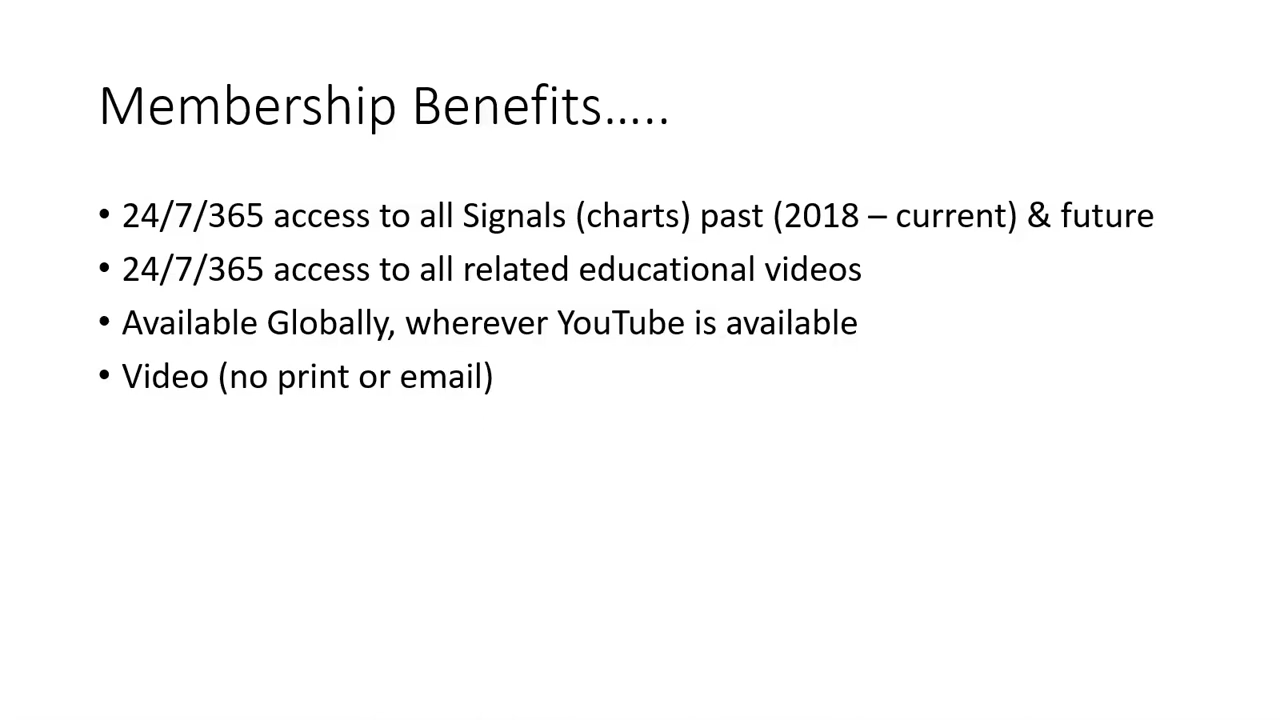 Membership Benefits…..
• 24/7/365 access to all Signals (charts) past (2018 – current) & future
• 24/7/365 access to all related educational videos
• Available Globally, wherever YouTube is available
• Video (no print or email)